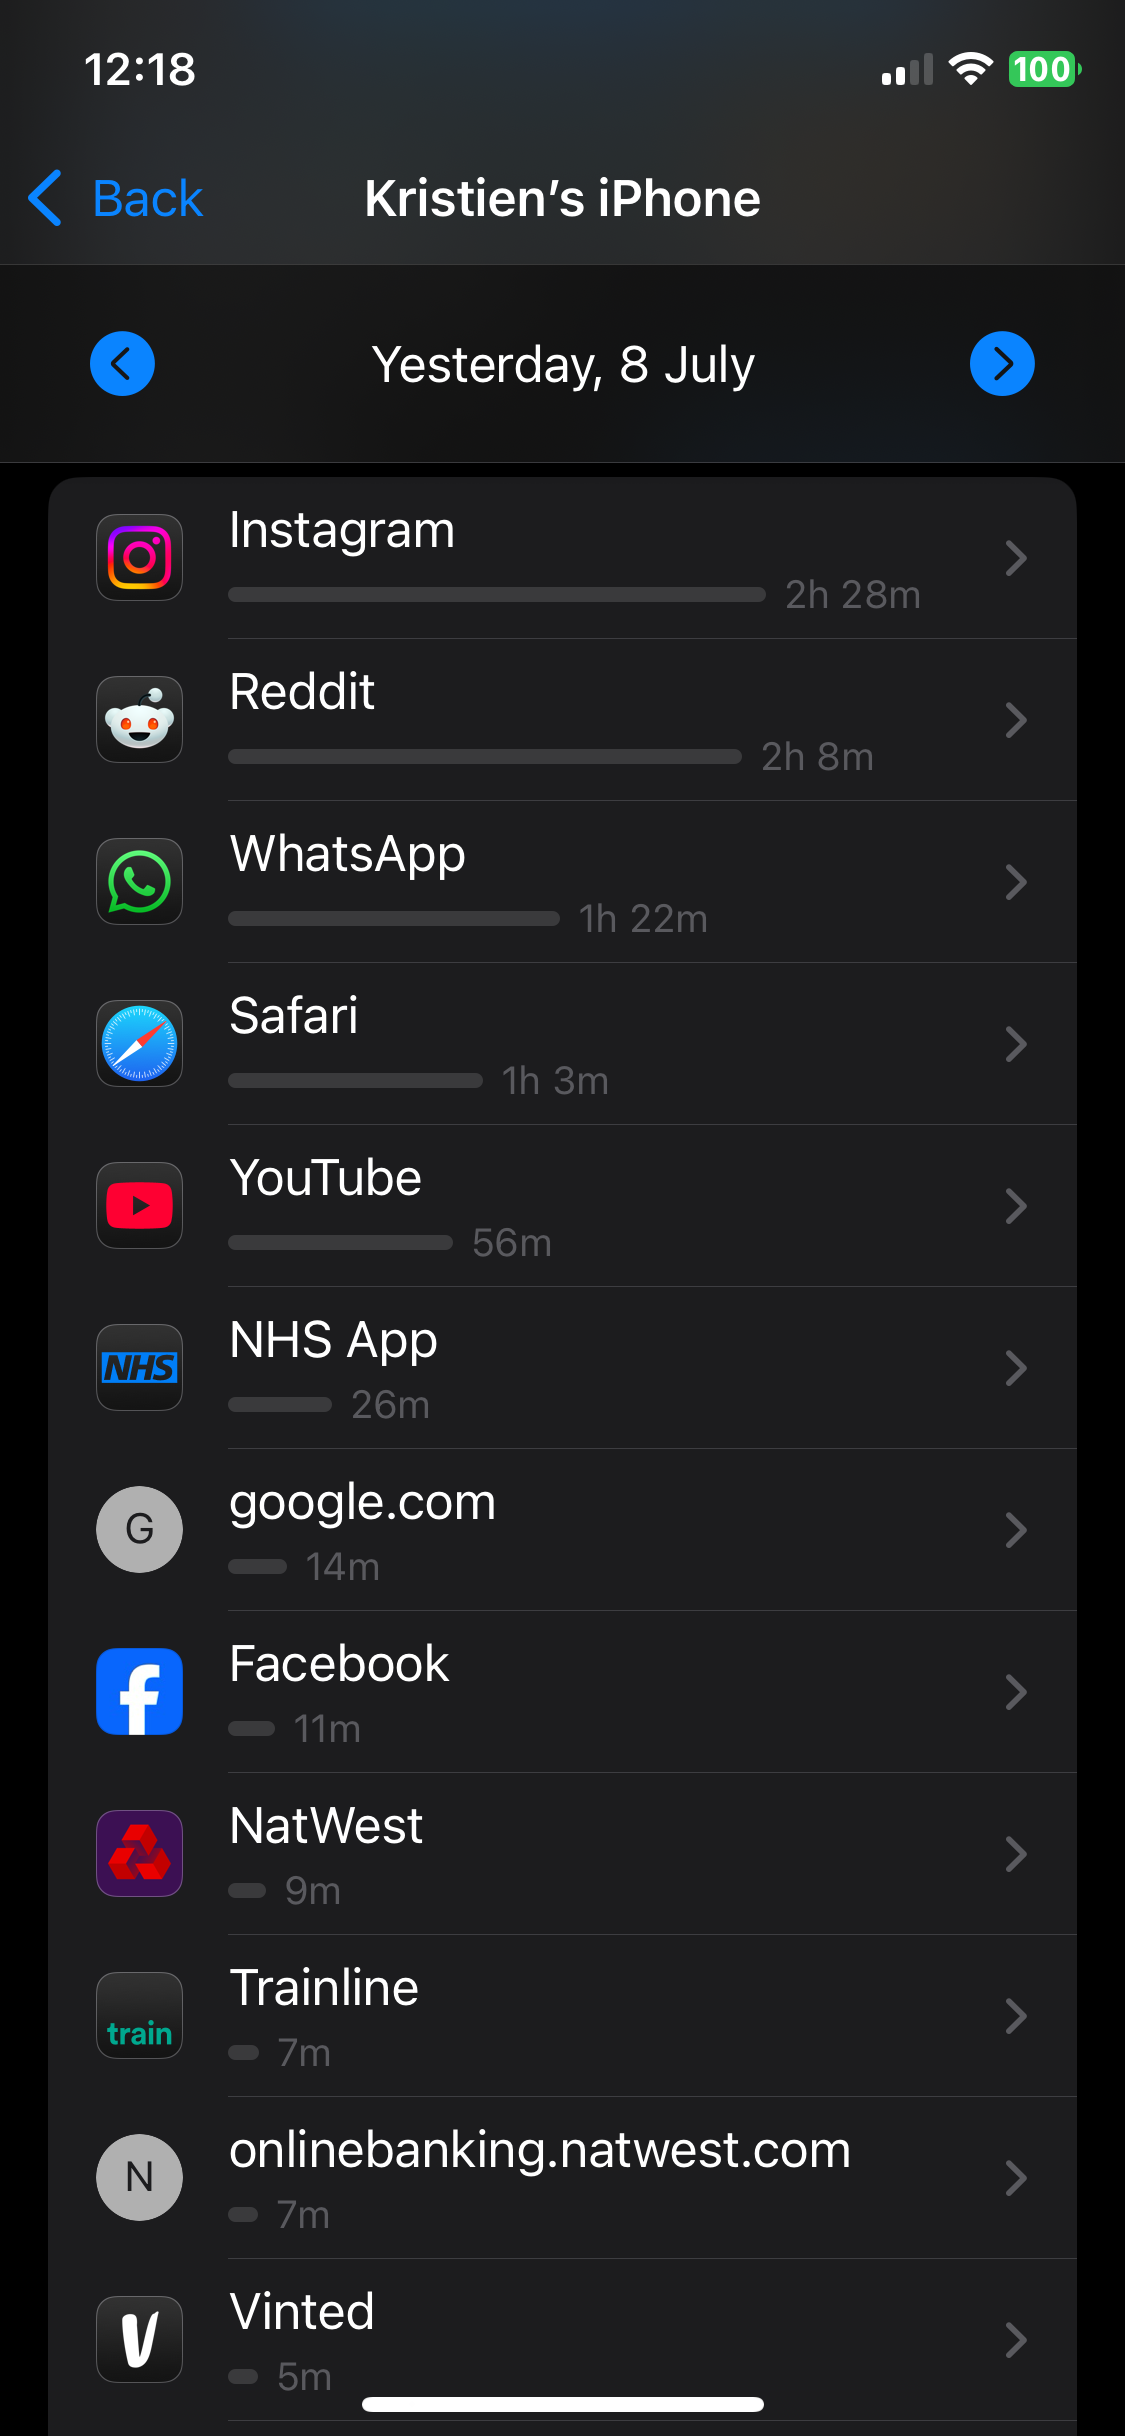 12:18
100
Back
Kristien’s iPhone
Yesterday, 8 July
Instagram
2h 28m
Reddit
2h 8m
WhatsApp
1h 22m
Safari
1h 3m
YouTube
56m
NHS
NHS App
26m
G
google.com
14m
Facebook
11m
NatWest
9m
train
Trainline
7m
N
onlinebanking.natwest.com
7m
Vinted
5m